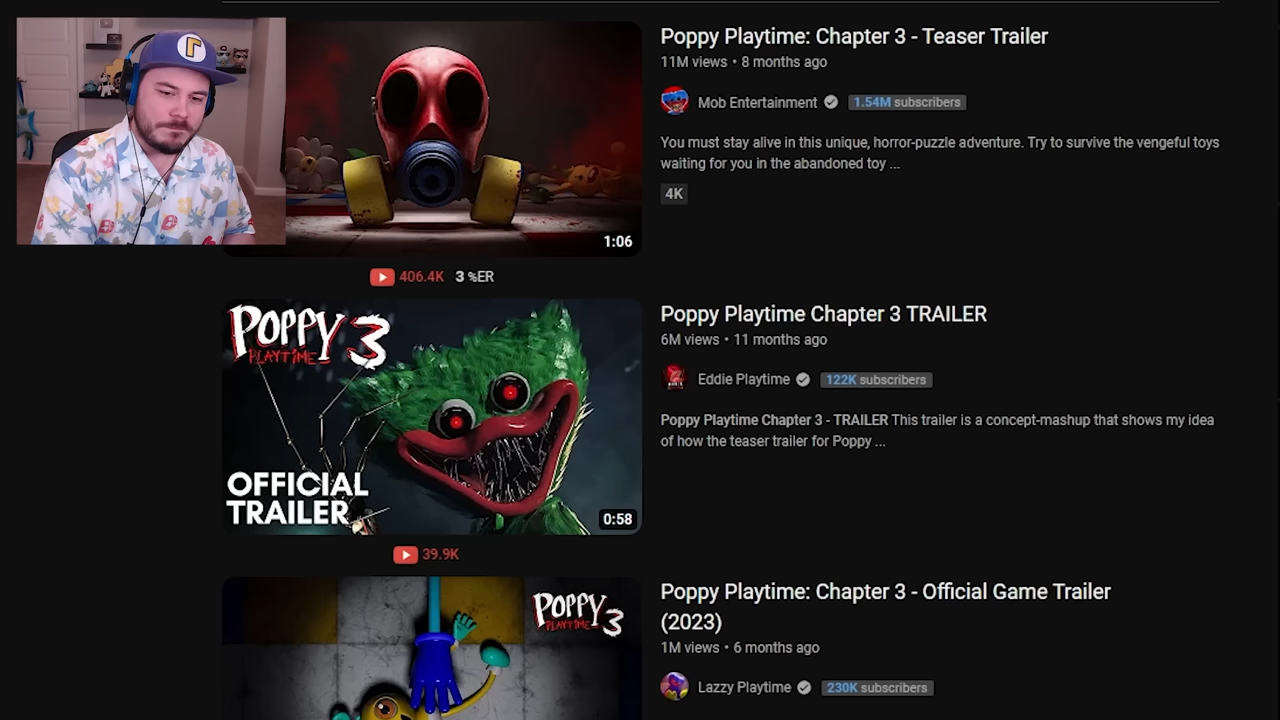 Poppy Playtime: Chapter 3 - Teaser Trailer
11M views • 8 months ago
Mob Entertainment
1.54M subscribers
You must stay alive in this unique, horror-puzzle adventure. Try to survive the vengeful toys
waiting for you in the abandoned toy ...
4K
1:06
406.4K 3 %ER
POPPY
PLAYTIME
3
OFFICIAL
TRAILER
0:58
Poppy Playtime Chapter 3 TRAILER
6M views • 11 months ago
Eddie Playtime
122K subscribers
Poppy Playtime Chapter 3 - TRAILER This trailer is a concept-mashup that shows my idea
of how the teaser trailer for Poppy ...
39.9K
POPPY
PLAYTIME
3
Poppy Playtime: Chapter 3 - Official Game Trailer
(2023)
1M views • 6 months ago
Lazzy Playtime
230K subscribers